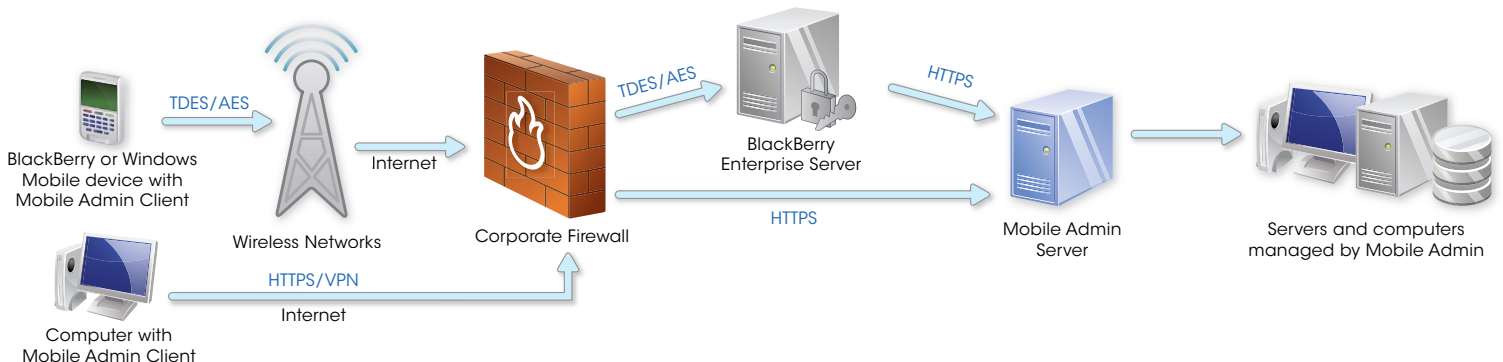 TDES/AES
BlackBerry or Windows
Mobile device with
Mobile Admin Client
Wireless Networks
Internet
Corporate Firewall
TDES/AES
BlackBerry
Enterprise Server
HTTPS
HTTPS
Mobile Admin
Server
Servers and computers
managed by Mobile Admin
HTTPS/VPN
Internet
Computer with
Mobile Admin Client